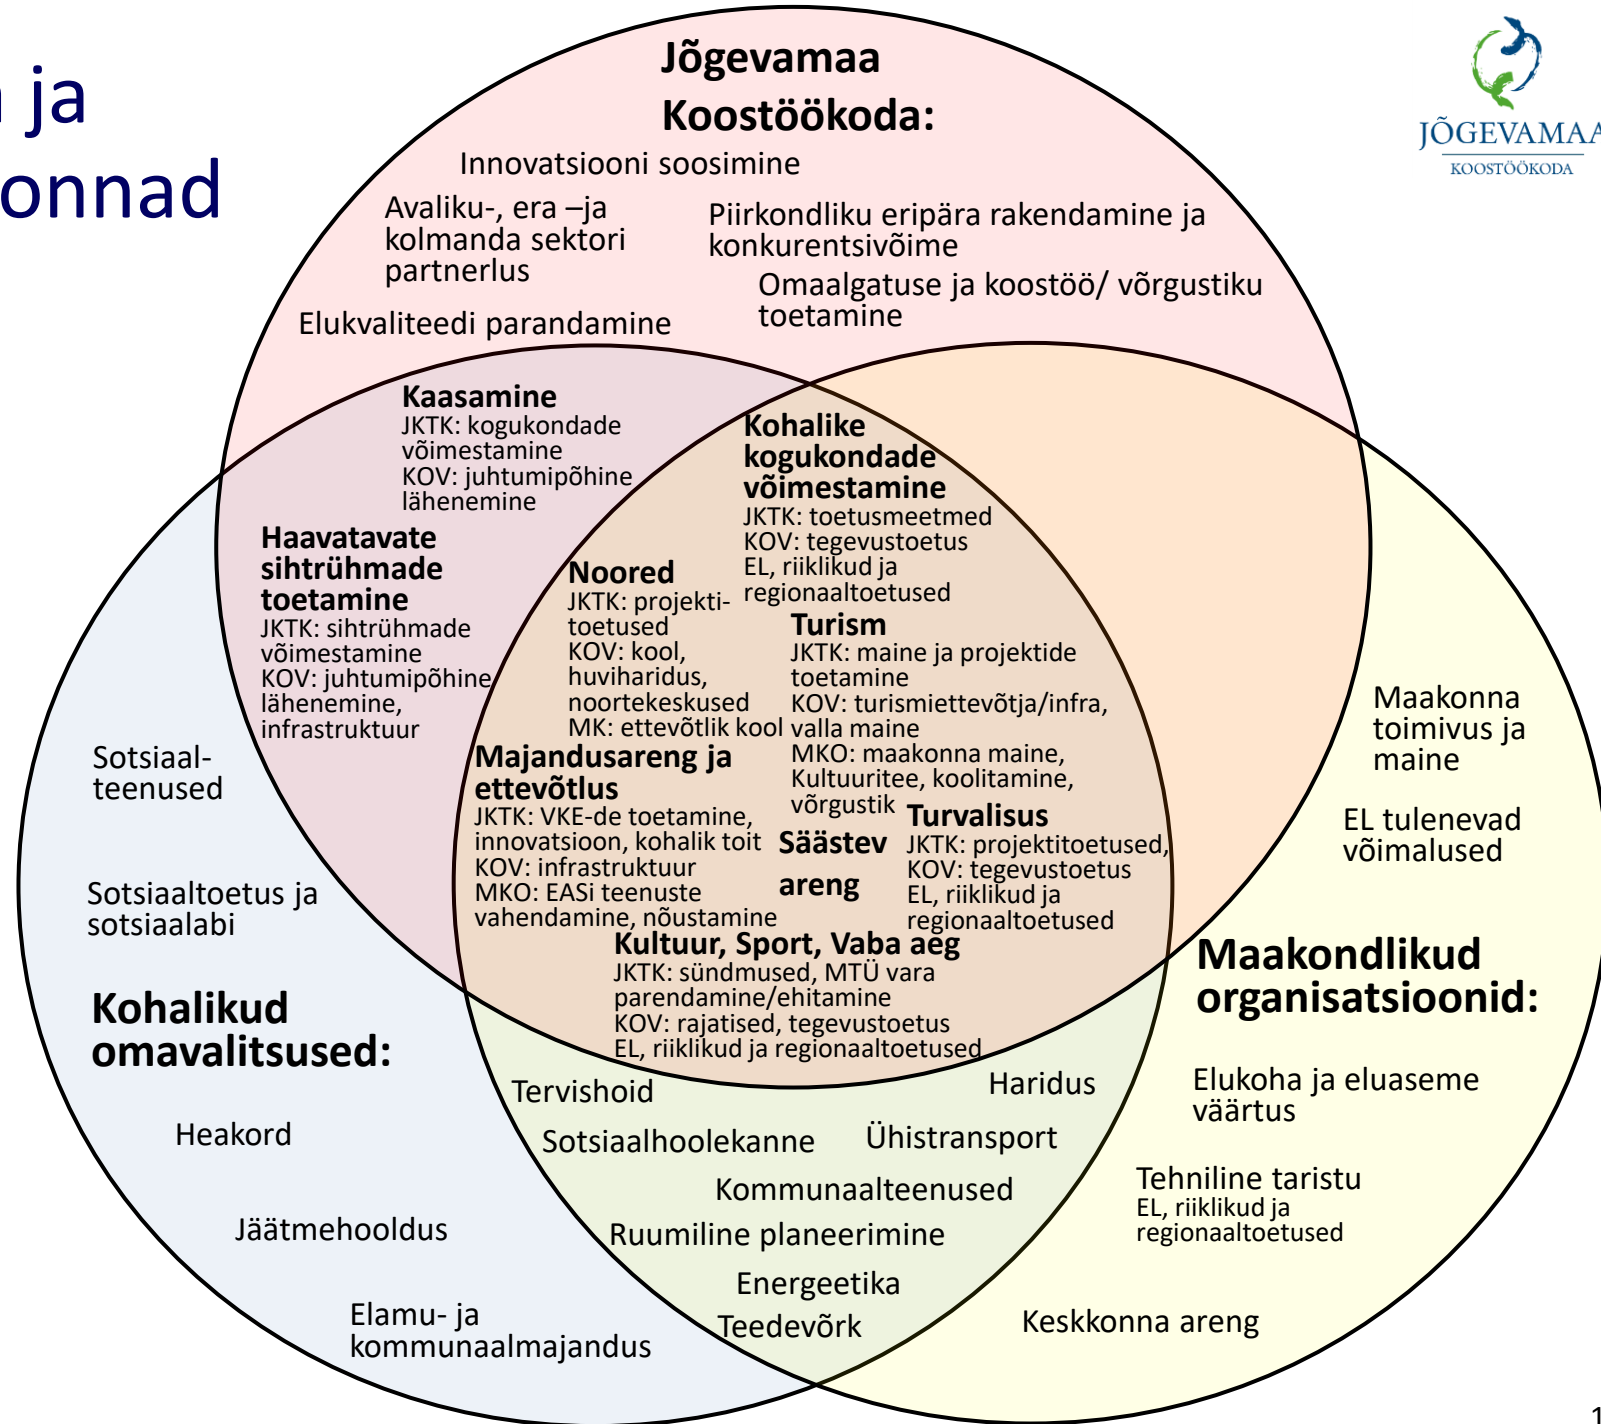 ja
onnad
JÕGEVAMAA
KOOSTÖÖKODA
Jõgevamaa
Koostöökoda:
Innovatsiooni soosimine
Avaliku-, era –ja
kolmanda sektori
partnerlus
Piirkondliku eripära rakendamine ja
konkurentsivõime
Omaalgatuse ja koostöö/ võrgustiku
toetamine
Elukvaliteedi parandamine
Kaasamine
JKTK: kogukondade
võimestamine
KOV: juhtumipõhine
lähenemine
Haavatavate
sihtrühmade
toetamine
JKTK: sihtrühmade
võimestamine
KOV: juhtumipõhine
lähenemine,
infrastruktuur
Kohalike
kogukondade
võimestamine
JKTK: toetusmeetmed
KOV: tegevustoetus
EL, riiklikud ja
regionaaltoetused
Noored
JKTK: projekti-
toetused
KOV: kool,
huviharidus,
noortekeskused
MK: ettevõtlik kool
Turism
JKTK: maine ja projektide
toetamine
KOV: turismiettevõtja/infra,
valla maine
MKO: maakonna maine,
Kultuuritee, koolitamine,
võrgustik
Majandusareng ja
ettevõtlus
JKTK: VKE-de toetamine,
innovatsioon, kohalik toit
KOV: infrastruktuur
MKO: EASi teenuste
vahendamine, nõustamine
Säästev
areng
Turvalisus
JKTK: projektitoetused,
KOV: tegevustoetus
EL, riiklikud ja
regionaaltoetused
Kultuur, Sport, Vaba aeg
JKTK: sündmused, MTÜ vara
parendamine/ehitamine
KOV: rajatised, tegevustoetus
EL, riiklikud ja regionaaltoetused
Sotsiaal-
teenused
Sotsiaaltoetus ja
sotsiaalabi
Kohalikud
omavalitsused:
Heakord
Jäätmehooldus
Elamu- ja
kommunaalmajandus
Tervishoid
Haridus
Sotsiaalhoolekanne
Ühistransport
Kommunaalteenused
Ruumiline planeerimine
Energeetika
Teedevõrk
Maakonna
toimivus ja
maine
EL tulenevad
võimalused
Maakondlikud
organisatsioonid:
Elukoha ja eluaseme
väärtus
Tehniline taristu
EL, riiklikud ja
regionaaltoetused
Keskkonna areng
1